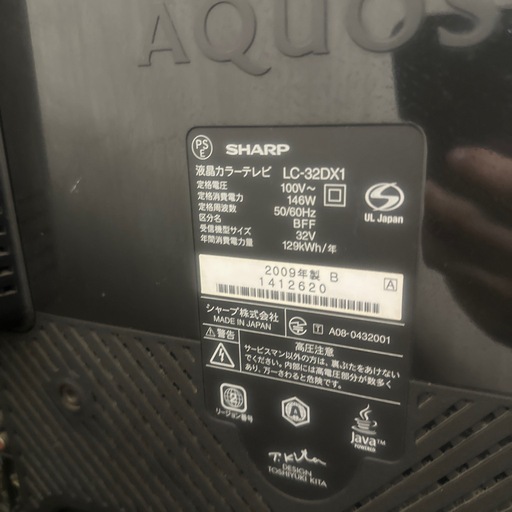 AQUOS
PS
E
SHARP
液晶カラーテレビ LC-32DX1
定格電圧 100V～
定格消費電力 146W
定格周波数 50/60Hz
区分名 BFF
受信機型サイズ 32V
年間消費電力量 129kWh/年
UL Japan
2009年製 B
1412620
A
シャープ株式会社
MADE IN JAPAN
T A08-0432001
警告
高圧注意
サービスマン以外の方は、裏ぶたをあけない
でください。内部には高電圧部分が数多く
あり、万一さわると危険です。
2
リージョン番号
A
Java
POWERED
T.Kita
DESIGN
TOSHIYUKI KITA